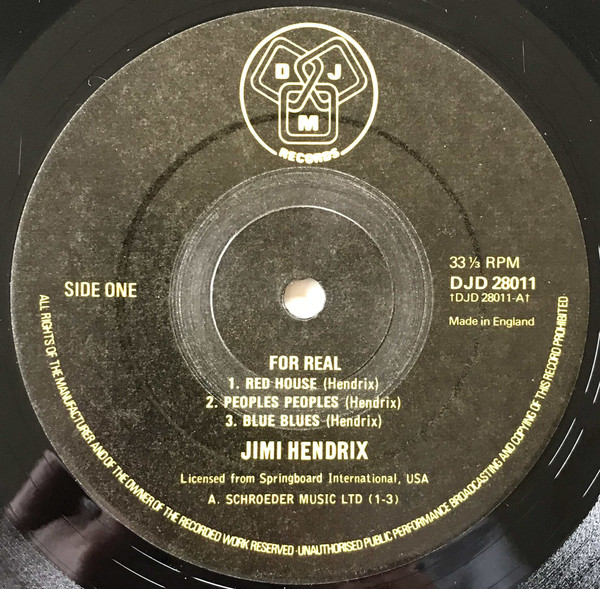 D J
M
RECORDS
SIDE ONE
33 ⅓ RPM
DJD 28011
†DJD 28011-A†
Made in England
FOR REAL
1. RED HOUSE (Hendrix)
2. PEOPLES PEOPLES (Hendrix)
3. BLUE BLUES (Hendrix)
JIMI HENDRIX
Licensed from Springboard International, USA
A. SCHROEDER MUSIC LTD (1-3)
ALL RIGHTS OF THE MANUFACTURER AND OF THE OWNER OF THE RECORDED WORK RESERVED·UNAUTHORISED PUBLIC PERFORMANCE BROADCASTING AND COPYING OF THIS RECORD PROHIBITED·